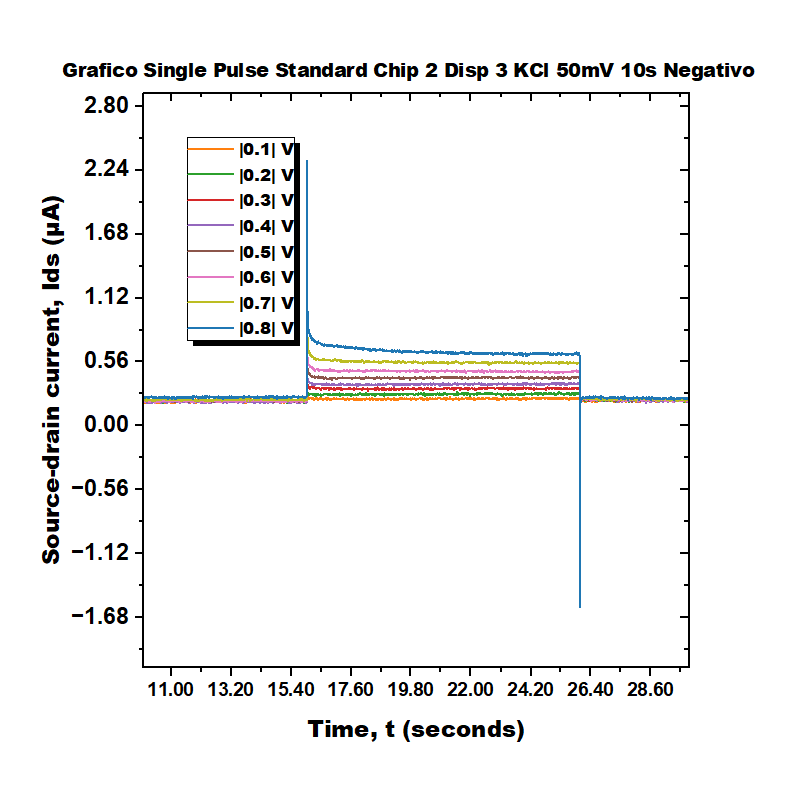 Grafico Single Pulse Standard Chip 2 Disp 3 KCl 50mV 10s Negativo
2.80
2.24
1.68
1.12
0.56
0.00
−0.56
−1.12
−1.68
Source-drain current, Ids (µA)
|0.1| V
|0.2| V
|0.3| V
|0.4| V
|0.5| V
|0.6| V
|0.7| V
|0.8| V
11.00 13.20 15.40 17.60 19.80 22.00 24.20 26.40 28.60
Time, t (seconds)